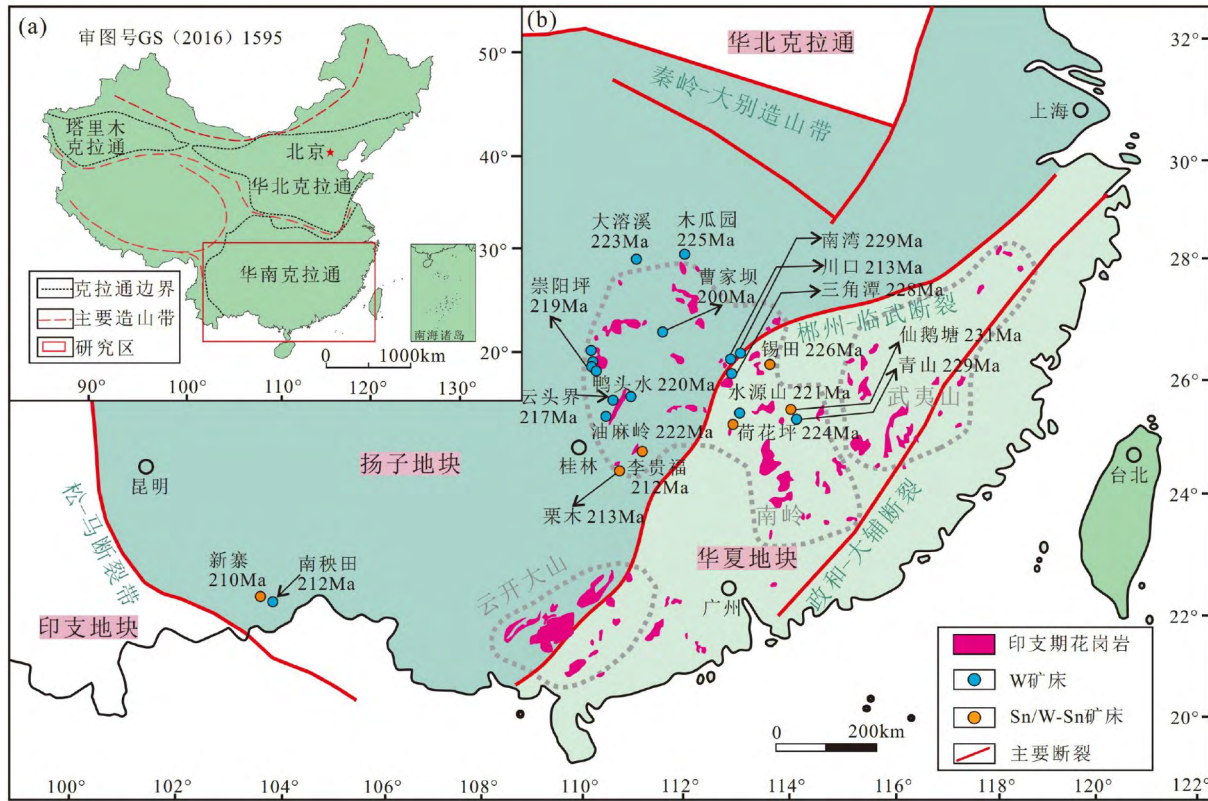 (a)
审图号GS（2016）1595
塔里木
克拉通
北京
华北克拉通
华南克拉通
克拉通边界
主要造山带
研究区
0 1000km
南海诸岛
50°
40°
30°
20°
90° 100° 110° 120° 130°
(b)
华北克拉通
秦岭-大别造山带
上海
大溶溪
223Ma
木瓜园
225Ma
南湾 229Ma
川口 213Ma
三角潭 228Ma
曹家坝
200Ma
崇阳坪
219Ma
郴州-临武断裂
仙鹅塘 231Ma
锡田 226Ma
青山 229Ma
鸭头水 220Ma
水源山 221Ma
武夷山
云头界
217Ma
油麻岭 222Ma
荷花坪 224Ma
桂林
李贵福
212Ma
扬子地块
昆明
栗木 213Ma
南岭
台北
松-马断裂带
华夏地块
政和-大辅断裂
新寨
210Ma
南秧田
212Ma
云开大山
广州
印支地块
印支期花岗岩
W矿床
Sn/W-Sn矿床
主要断裂
0 200km
32°
30°
28°
26°
24°
22°
20°
100° 102° 104° 106° 108° 110° 112° 114° 116° 118° 120°